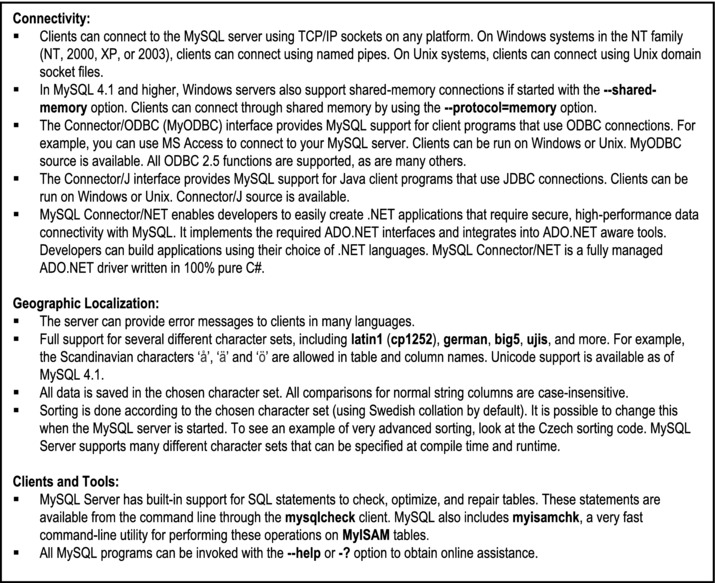 Connectivity:
▪ Clients can connect to the MySQL server using TCP/IP sockets on any platform. On Windows systems in the NT family
(NT, 2000, XP, or 2003), clients can connect using named pipes. On Unix systems, clients can connect using Unix domain
socket files.
▪ In MySQL 4.1 and higher, Windows servers also support shared-memory connections if started with the --shared-
memory option. Clients can connect through shared memory by using the --protocol=memory option.
▪ The Connector/ODBC (MyODBC) interface provides MySQL support for client programs that use ODBC connections. For
example, you can use MS Access to connect to your MySQL server. Clients can be run on Windows or Unix. MyODBC
source is available. All ODBC 2.5 functions are supported, as are many others.
▪ The Connector/J interface provides MySQL support for Java client programs that use JDBC connections. Clients can be
run on Windows or Unix. Connector/J source is available.
▪ MySQL Connector/NET enables developers to easily create .NET applications that require secure, high-performance data
connectivity with MySQL. It implements the required ADO.NET interfaces and integrates into ADO.NET aware tools.
Developers can build applications using their choice of .NET languages. MySQL Connector/NET is a fully managed
ADO.NET driver written in 100% pure C#.
Geographic Localization:
▪ The server can provide error messages to clients in many languages.
▪ Full support for several different character sets, including latin1 (cp1252), german, big5, ujis, and more. For example,
the Scandinavian characters ‘å’, ‘ä’ and ‘ö’ are allowed in table and column names. Unicode support is available as of
MySQL 4.1.
▪ All data is saved in the chosen character set. All comparisons for normal string columns are case-insensitive.
▪ Sorting is done according to the chosen character set (using Swedish collation by default). It is possible to change this
when the MySQL server is started. To see an example of very advanced sorting, look at the Czech sorting code. MySQL
Server supports many different character sets that can be specified at compile time and runtime.
Clients and Tools:
▪ MySQL Server has built-in support for SQL statements to check, optimize, and repair tables. These statements are
available from the command line through the mysqlcheck client. MySQL also includes myisamchk, a very fast
command-line utility for performing these operations on MyISAM tables.
▪ All MySQL programs can be invoked with the --help or -? option to obtain online assistance.